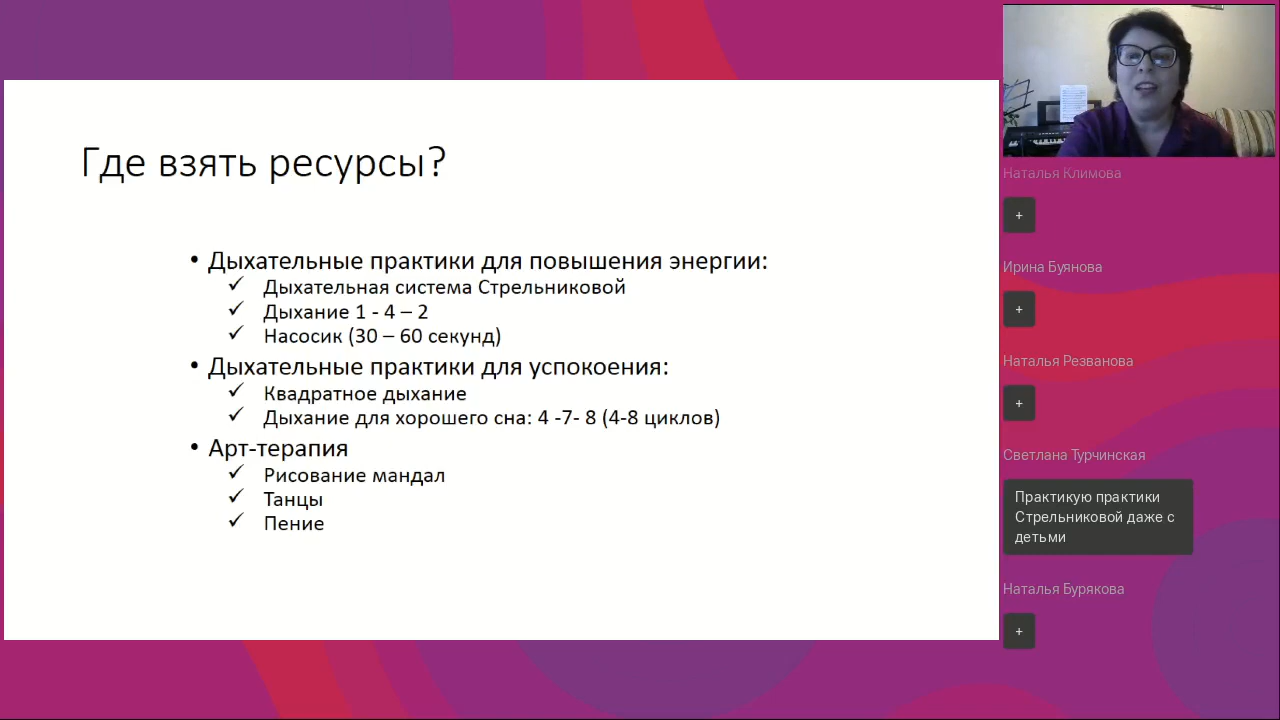 Где взять ресурсы?
• Дыхательные практики для повышения энергии:
✓ Дыхательная система Стрельниковой
✓ Дыхание 1 - 4 – 2
✓ Насосик (30 – 60 секунд)
• Дыхательные практики для успокоения:
✓ Квадратное дыхание
✓ Дыхание для хорошего сна: 4 -7- 8 (4-8 циклов)
• Арт-терапия
✓ Рисование мандал
✓ Танцы
✓ Пение
Наталья Климова
+
Ирина Буянова
+
Наталья Резванова
+
Светлана Турчинская
Практикую практики
Стрельниковой даже с
детьми
Наталья Бурякова
+